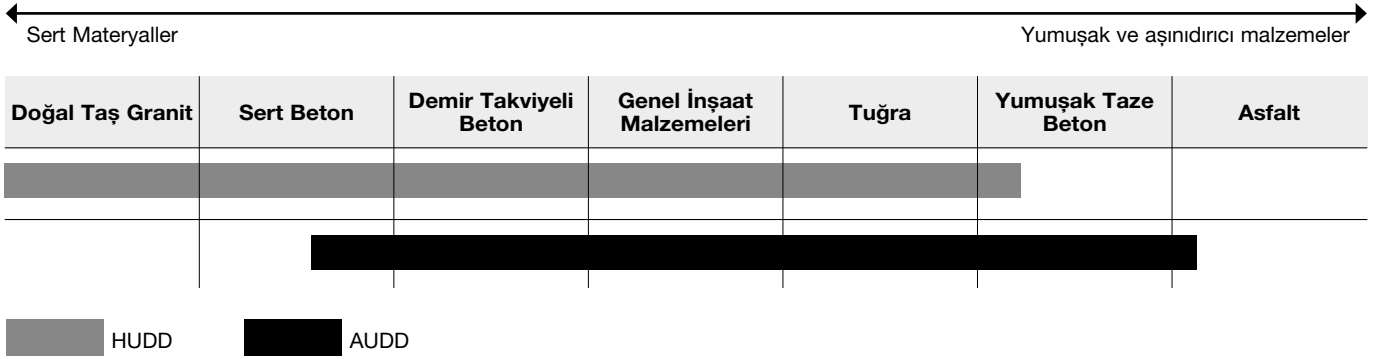 Sert Materyaller
Yumuşak ve aşınıdırıcı malzemeler
Doğal Taş Granit
Sert Beton
Demir Takviyeli
Beton
Genel İnşaat
Malzemeleri
Tuğra
Yumuşak Taze
Beton
Asfalt
HUDD
AUDD